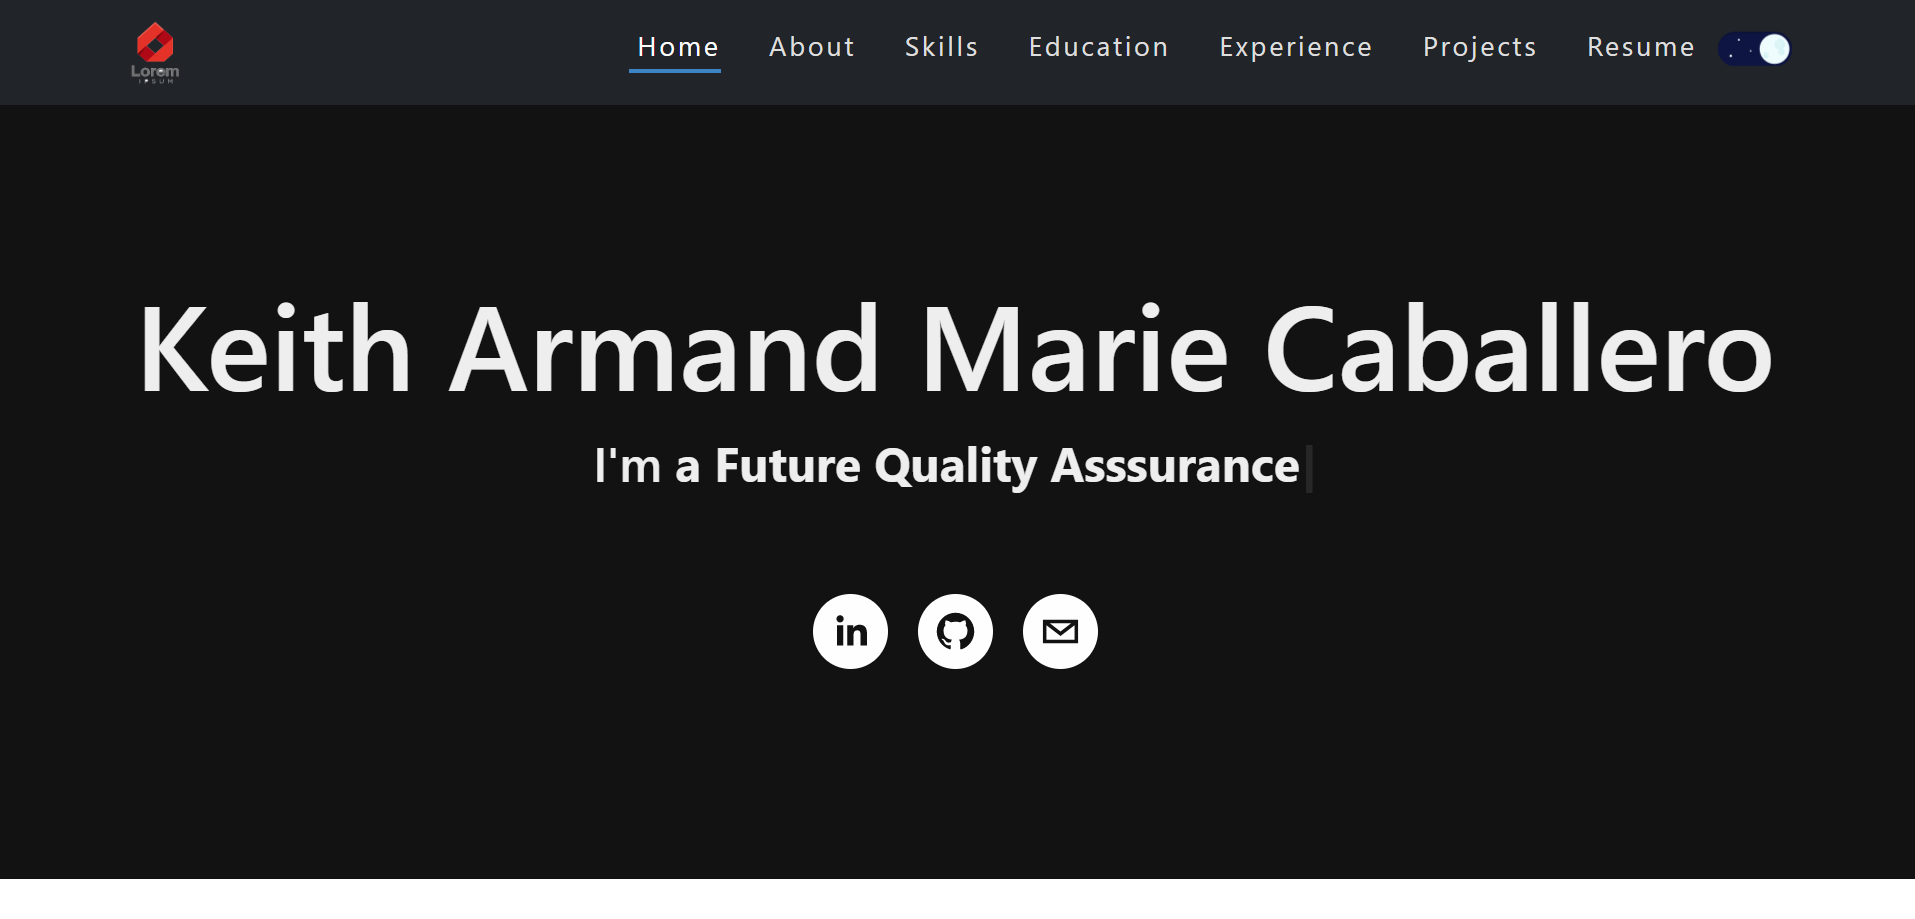 Lorem
IPSUM
Home About Skills Education Experience Projects Resume
Keith Armand Marie Caballero
I'm a Future Quality Asssurance
in